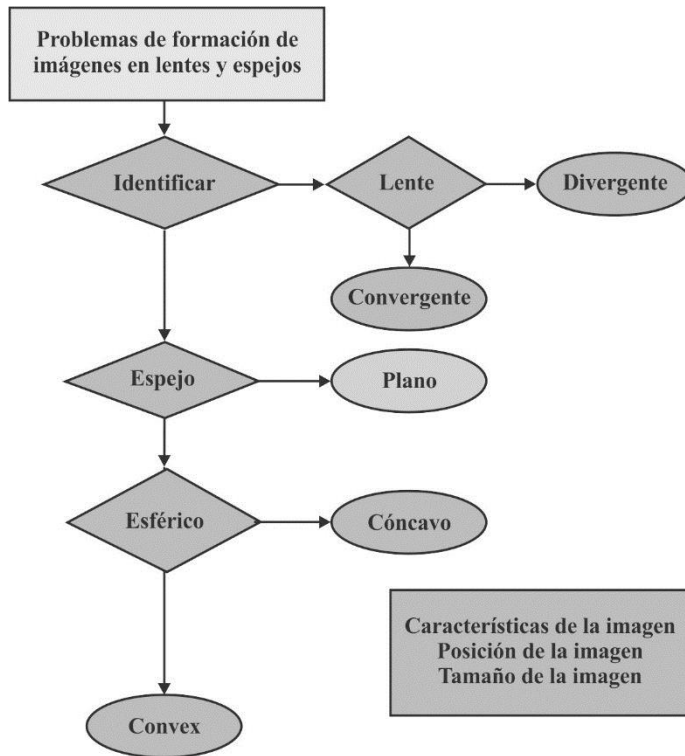 Problemas de formación de
imágenes en lentes y espejos
Identificar
Lente
Divergente
Convergente
Espejo
Plano
Esférico
Cóncavo
Convex
Características de la imagen
Posición de la imagen
Tamaño de la imagen